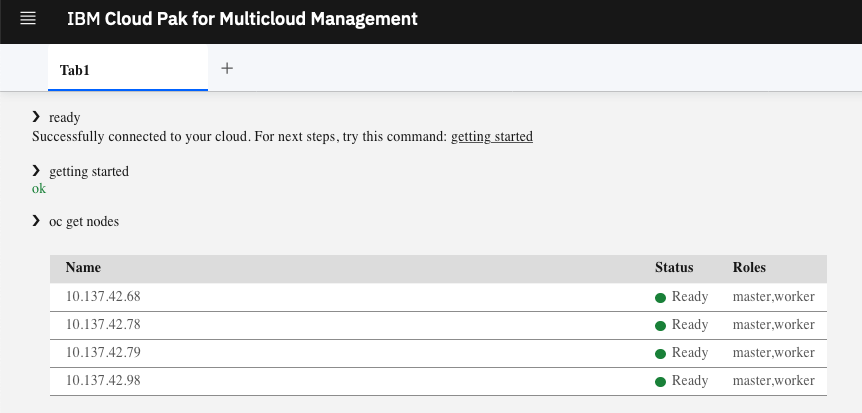 IBM Cloud Pak for Multicloud Management
Tab1
ready
Successfully connected to your cloud. For next steps, try this command: getting started
getting started
ok
oc get nodes
Name Status Roles
10.137.42.68 Ready master,worker
10.137.42.78 Ready master,worker
10.137.42.79 Ready master,worker
10.137.42.98 Ready master,worker